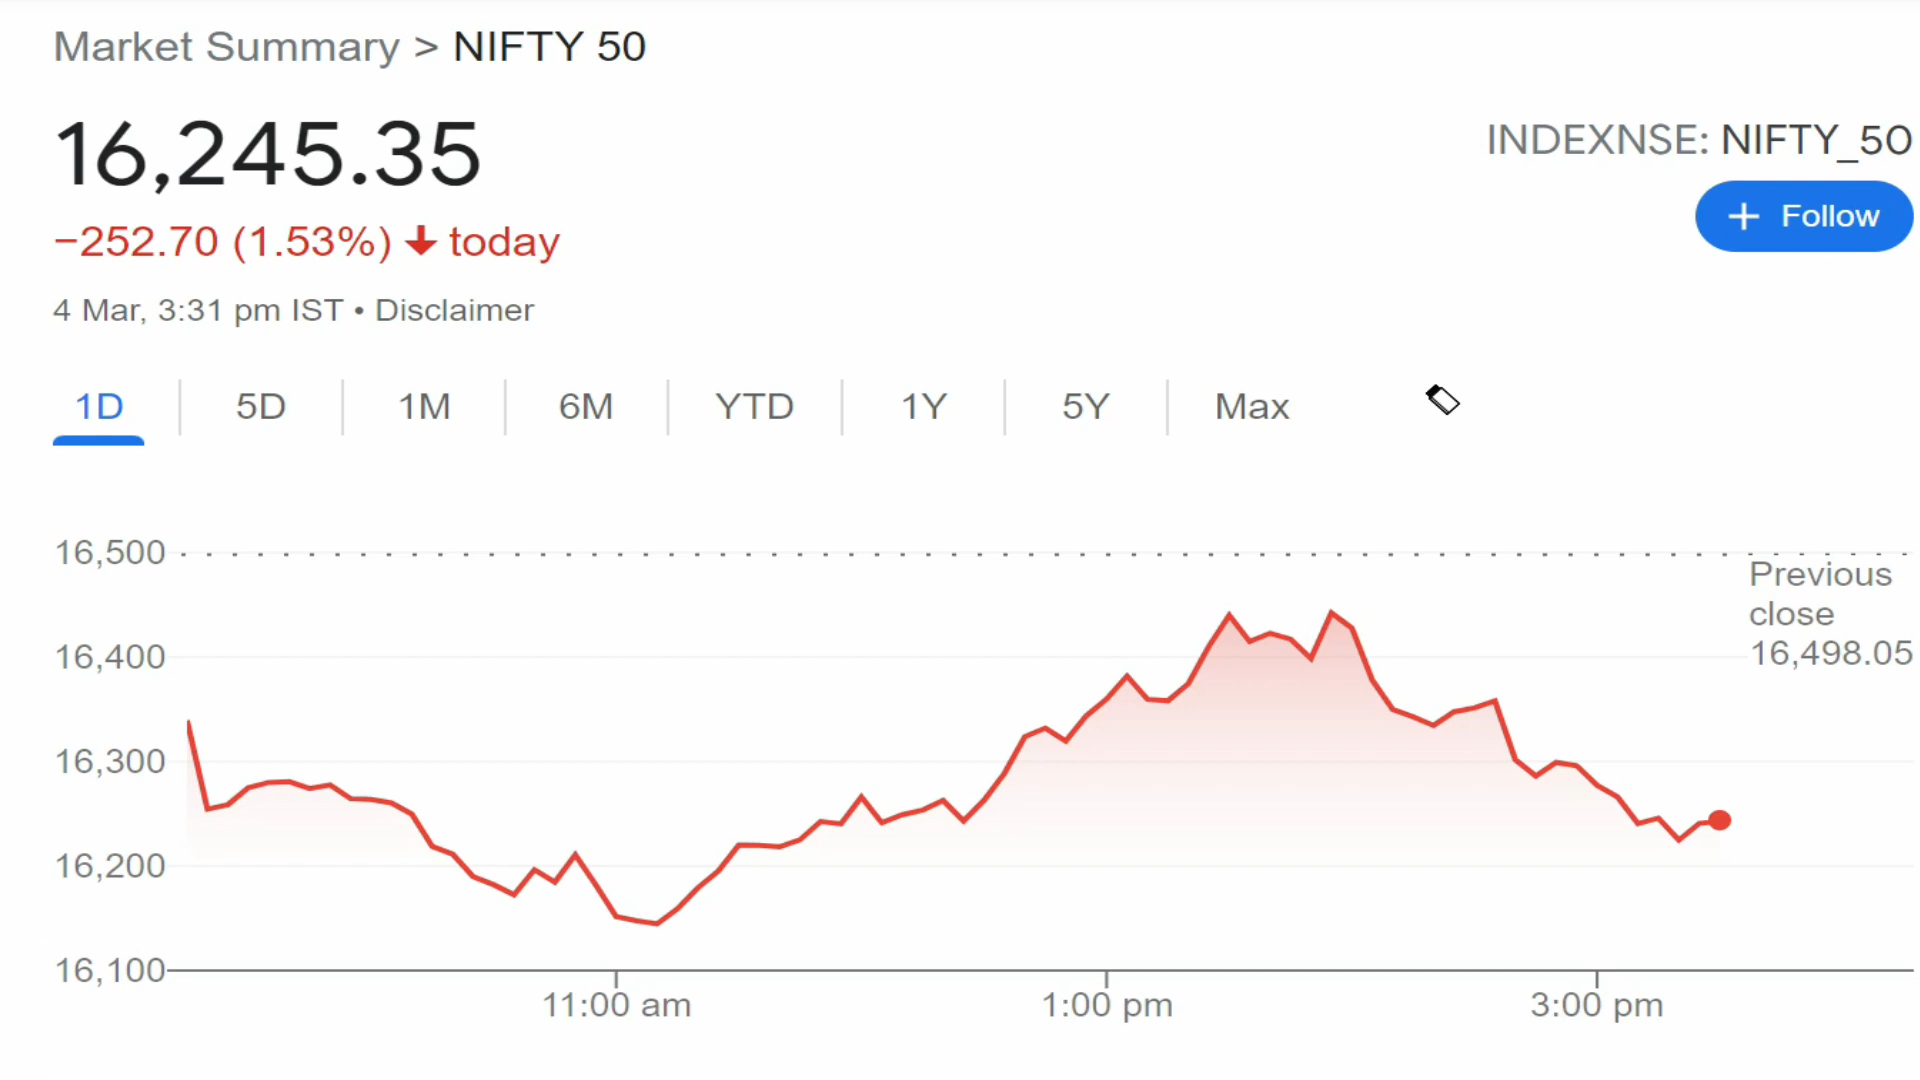 Market Summary > NIFTY 50
16,245.35
INDEXNSE: NIFTY_50
+ Follow
−252.70 (1.53%) ↓ today
4 Mar, 3:31 pm IST • Disclaimer
1D 5D 1M 6M YTD 1Y 5Y Max
16,500
Previous
close
16,498.05
16,400
16,300
16,200
16,100
11:00 am 1:00 pm 3:00 pm